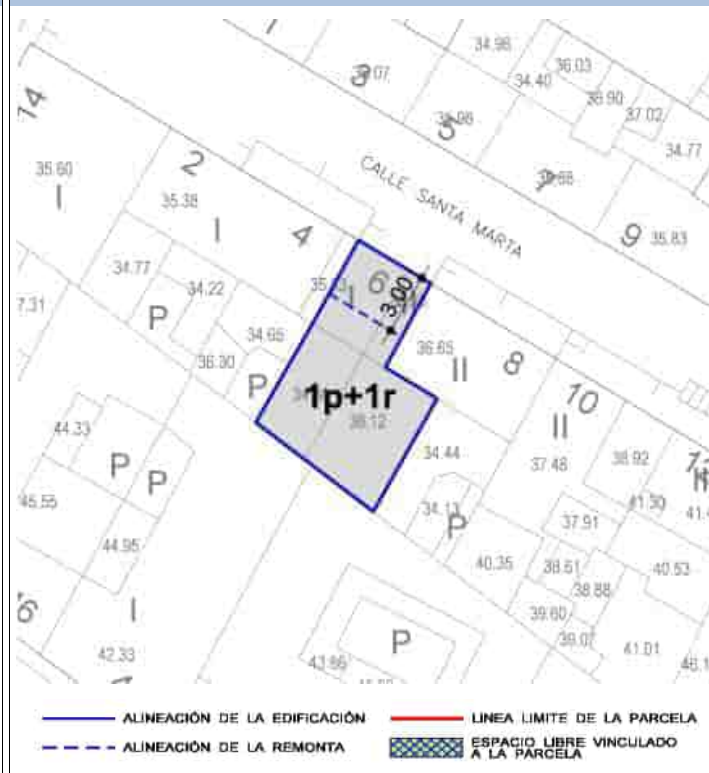 34.98
36.03
34.40
36.90
37.02
34.77
3
5
7
9
35.83
14
35.60
I
2
35.38
I
4
CALLE SANTA MARTA
34.77
34.22
P
34.65
36.30
P
7.31
6
I
3.00
36.65
II
8
10
II
1p+1r
38.12
34.44
34.13
P
37.48
38.92
41.30
37.91
40.35
38.61
38.88
39.60
40.53
41.01
44.33
P
P
45.55
44.95
I
42.33
P
43.86
ALINEACIÓN DE LA EDIFICACIÓN
LINEA LIMITE DE LA PARCELA
ALINEACIÓN DE LA REMONTA
ESPACIO LIBRE VINCULADO
A LA PARCELA